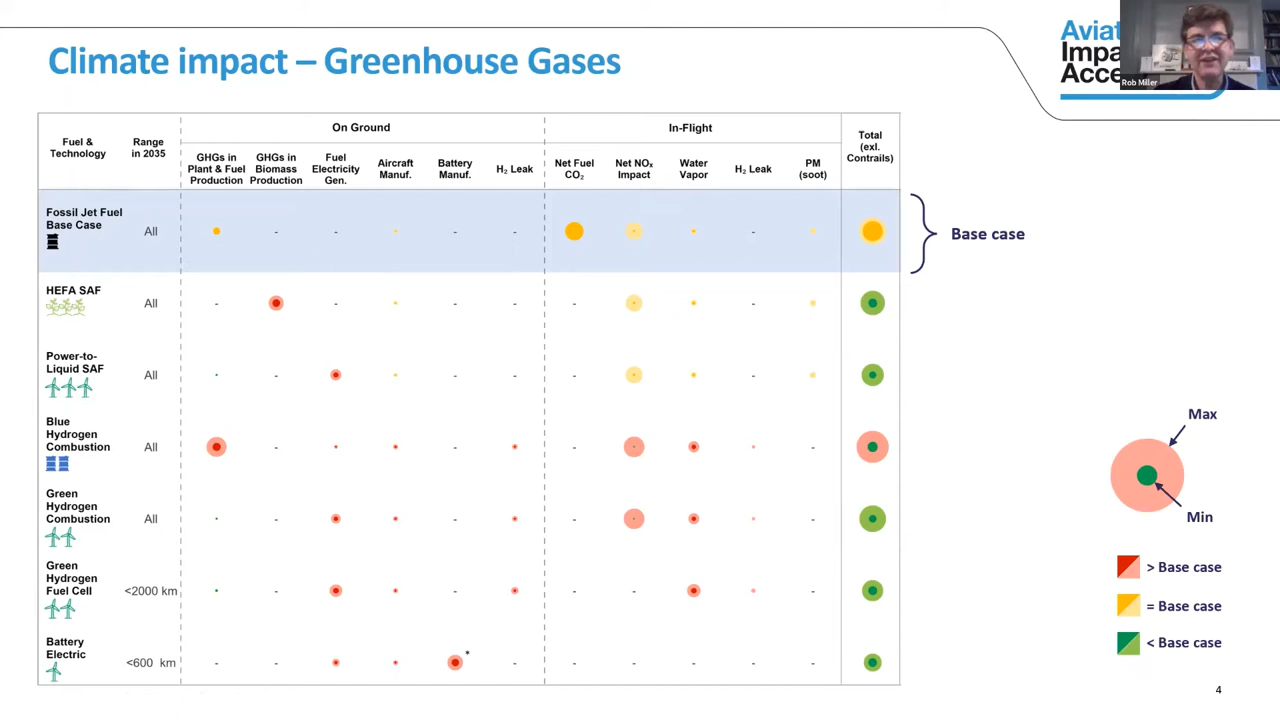 Climate impact – Greenhouse Gases
Aviat
Impa
Acce
Rob Miller
Fuel &
Technology
Range
in 2035
On Ground
In-Flight
Total
(exl.
Contrails)
GHGs in
Plant & Fuel
Production
GHGs in
Biomass
Production
Fuel
Electricity
Gen.
Aircraft
Manuf.
Battery
Manuf.
H₂ Leak
Net Fuel
CO₂
Net NOₓ
Impact
Water
Vapor
H₂ Leak
PM
(soot)
Fossil Jet Fuel
Base Case
All
- - - - - -
Base case
HEFA SAF
All
- - - - - - -
Power-to-
Liquid SAF
All
- - - - -
Blue
Hydrogen
Combustion
All
- - - -
Green
Hydrogen
Combustion
All
- - - -
Green
Hydrogen
Fuel Cell
<2000 km
- - - - -
Battery
Electric
<600 km
- - * - - - - - -
Max
Min
> Base case
= Base case
< Base case
4